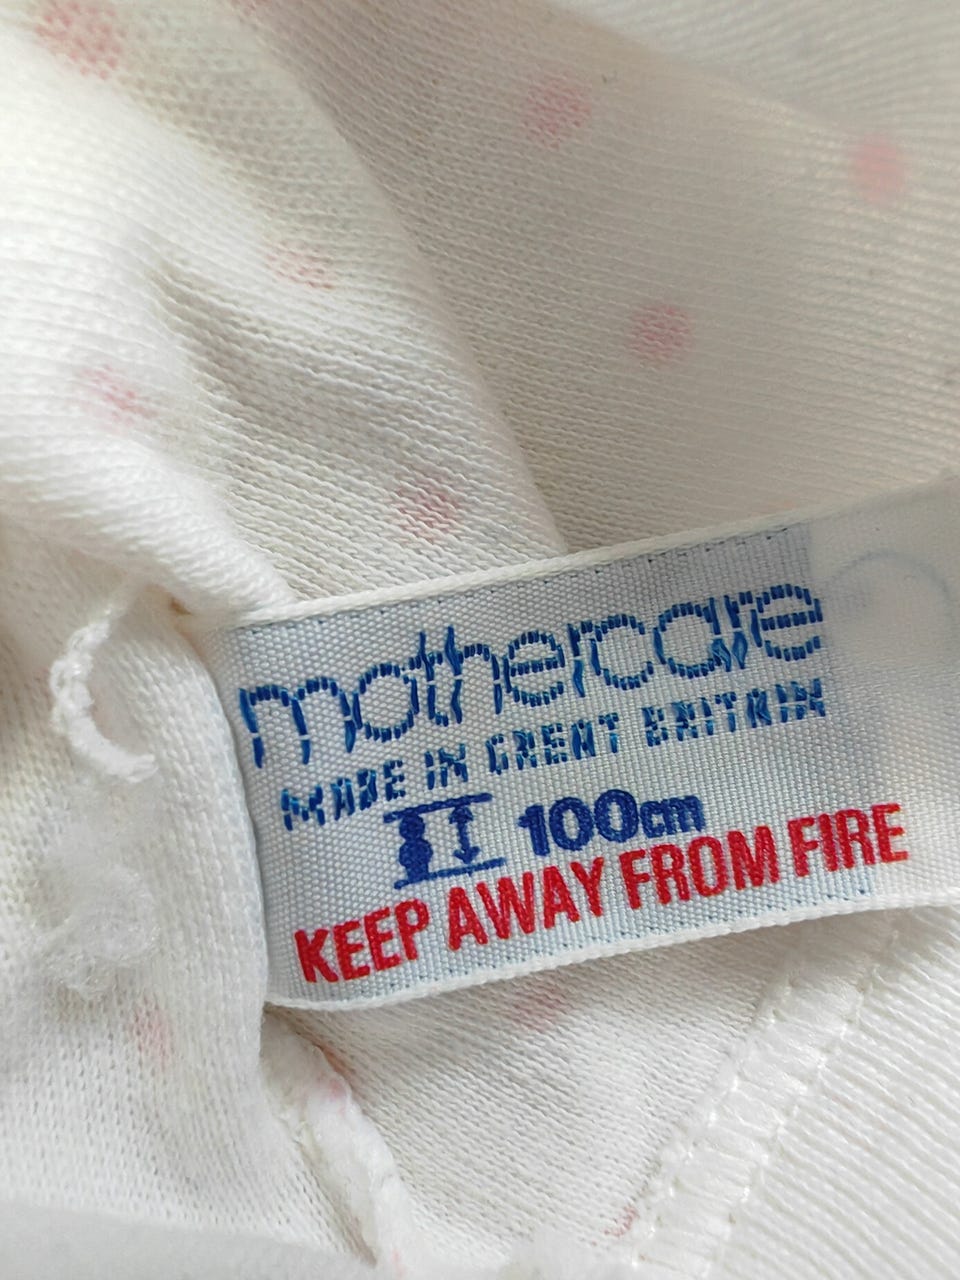 mothercare
MADE IN GREAT BRITAIN
100cm
KEEP AWAY FROM FIRE